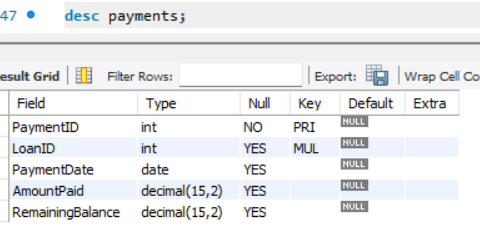 47 desc payments;
esult Grid Filter Rows: Export: Wrap Cell Co
Field Type Null Key Default Extra
PaymentID int NO PRI NULL
LoanID int YES MUL NULL
PaymentDate date YES NULL
AmountPaid decimal(15,2) YES NULL
RemainingBalance decimal(15,2) YES NULL